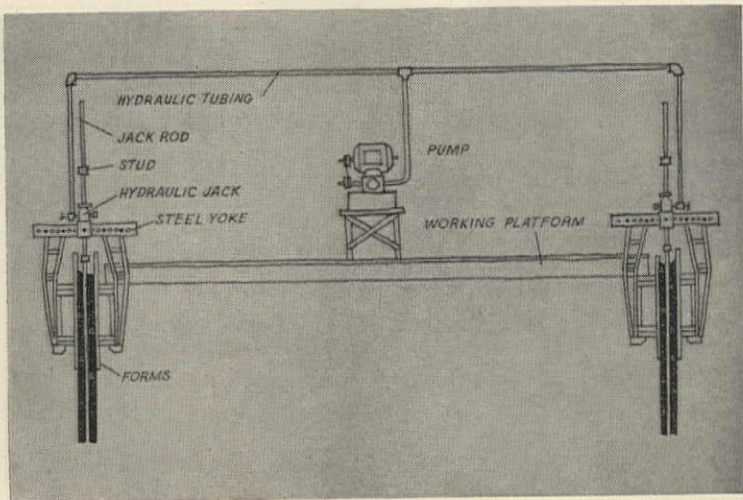 HYDRAULIC TUBING
JACK ROD
STUD
PUMP
HYDRAULIC JACK
STEEL YOKE
WORKING PLATFORM
FORMS